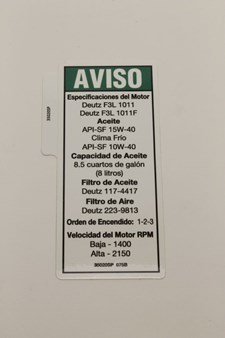 AVISO
Especificaciones del Motor
Deutz F3L 1011
Deutz F3L 1011F
Aceite
API-SF 15W-40
Clima Frio
API-SF 10W-40
Capacidad de Aceite
8.5 cuartos de galón
(8 litros)
Filtro de Aceite
Deutz 117-4417
Filtro de Aire
Deutz 223-9813
Orden de Encendido: 1-2-3
Velocidad del Motor RPM
Baja - 1400
Alta - 2150